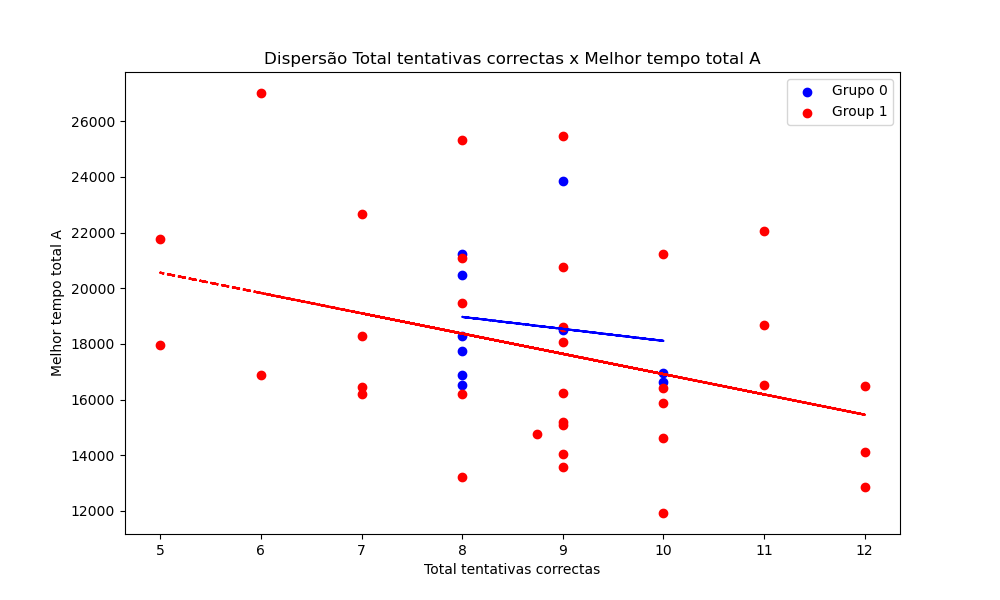 Dispersão Total tentativas correctas x Melhor tempo total A
Grupo 0
Group 1
Melhor tempo total A
26000
24000
22000
20000
18000
16000
14000
12000
5 6 7 8 9 10 11 12
Total tentativas correctas